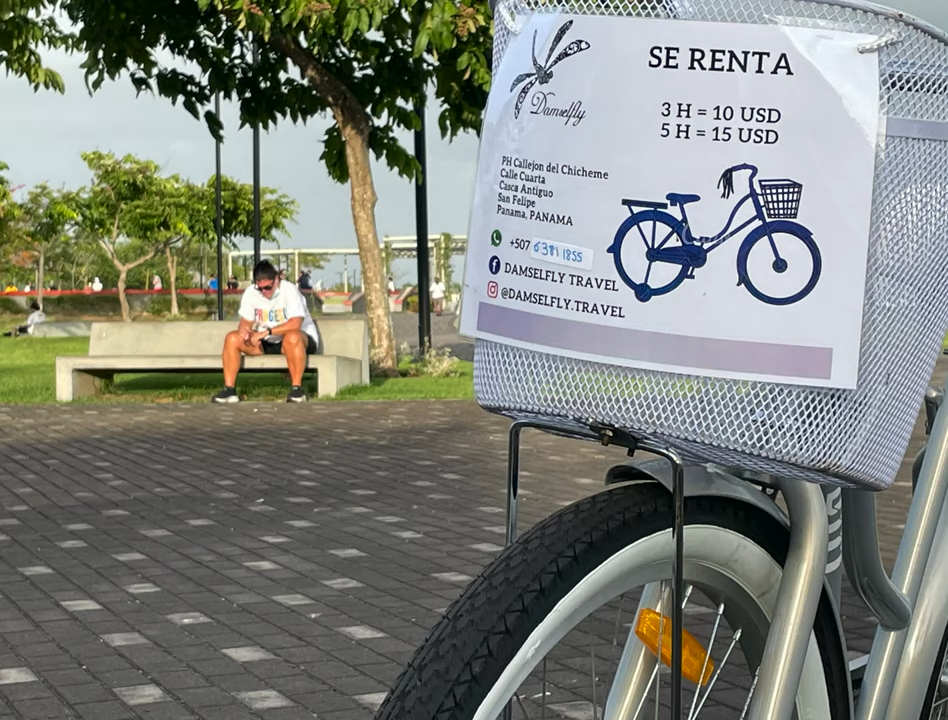 Damselfly
SE RENTA
3 H = 10 USD
5 H = 15 USD
PH Callejon del Chicheme
Calle Cuarta
Casca Antiguo
San Felipe
Panama, PANAMA
+507 6381 1855
DAMSELFLY TRAVEL
@DAMSELFLY.TRAVEL